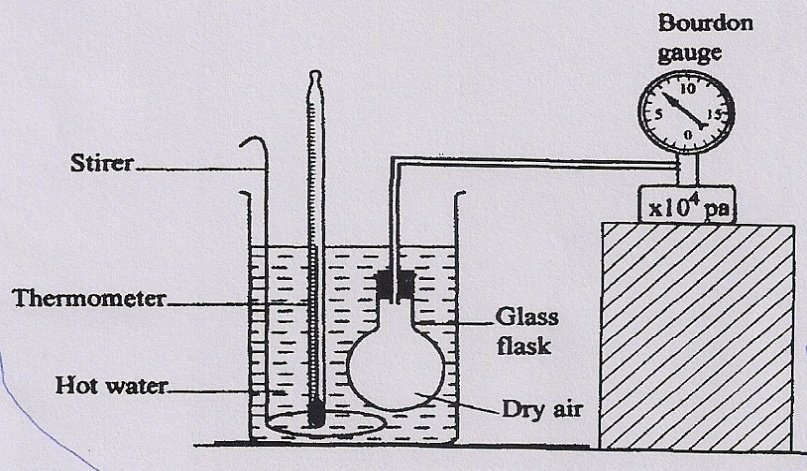 Bourdon
gauge
10
5
15
0
x10⁴ pa
Stirer
Thermometer
Glass
flask
Hot water
Dry air